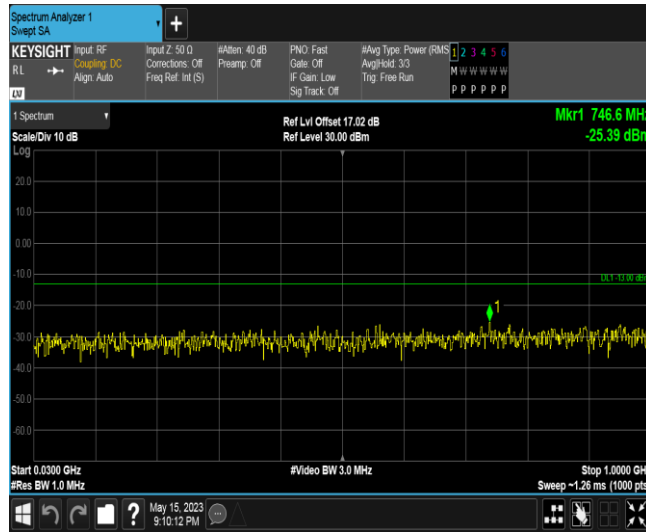 Spectrum Analyzer 1
Swept SA
KEYSIGHT
RL
LXI
Input: RF
Coupling: DC
Align: Auto
Input Z: 50 Ω
Corrections: Off
Freq Ref: Int (S)
#Atten: 40 dB
Preamp: Off
PNO: Fast
Gate: Off
IF Gain: Low
Sig Track: Off
#Avg Type: Power (RMS
Avg|Hold: 3/3
Trig: Free Run
1 2 3 4 5 6
M W W W W W
P P P P P P
1 Spectrum
Scale/Div 10 dB
Log
Ref Lvl Offset 17.02 dB
Ref Level 30.00 dBm
Mkr1 746.6 MHz
-25.39 dBm
20.0
10.0
0.00
-10.0
DL1 -13.00 dBm
-20.0
1
-30.0
-40.0
-50.0
-60.0
Start 0.0300 GHz
#Res BW 1.0 MHz
#Video BW 3.0 MHz
Stop 1.0000 GH
Sweep ~1.26 ms (1000 pts
?
May 15, 2023
9:10:12 PM